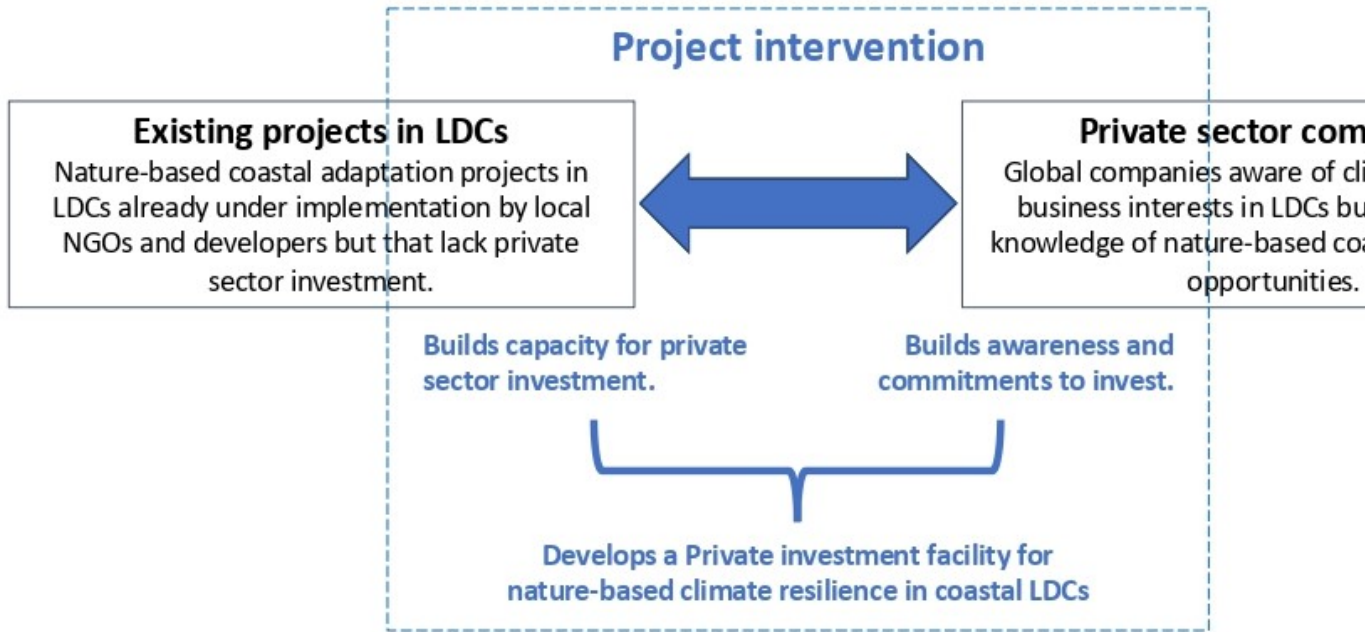 Project intervention
Existing projects in LDCs
Nature-based coastal adaptation projects in
LDCs already under implementation by local
NGOs and developers but that lack private
sector investment.
Private sector
Global companies aware of
business interests in LDCs
knowledge of nature-based
opportunities.
Builds capacity for private
sector investment.
Builds awareness and
commitments to invest.
Develops a Private investment facility for
nature-based climate resilience in coastal LDCs